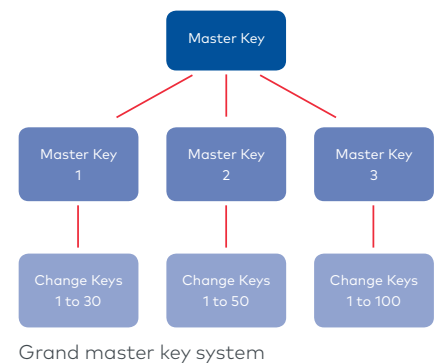 Master Key
Master Key
1
Master Key
2
Master Key
3
Change Keys
1 to 30
Change Keys
1 to 50
Change Keys
1 to 100
Grand master key system